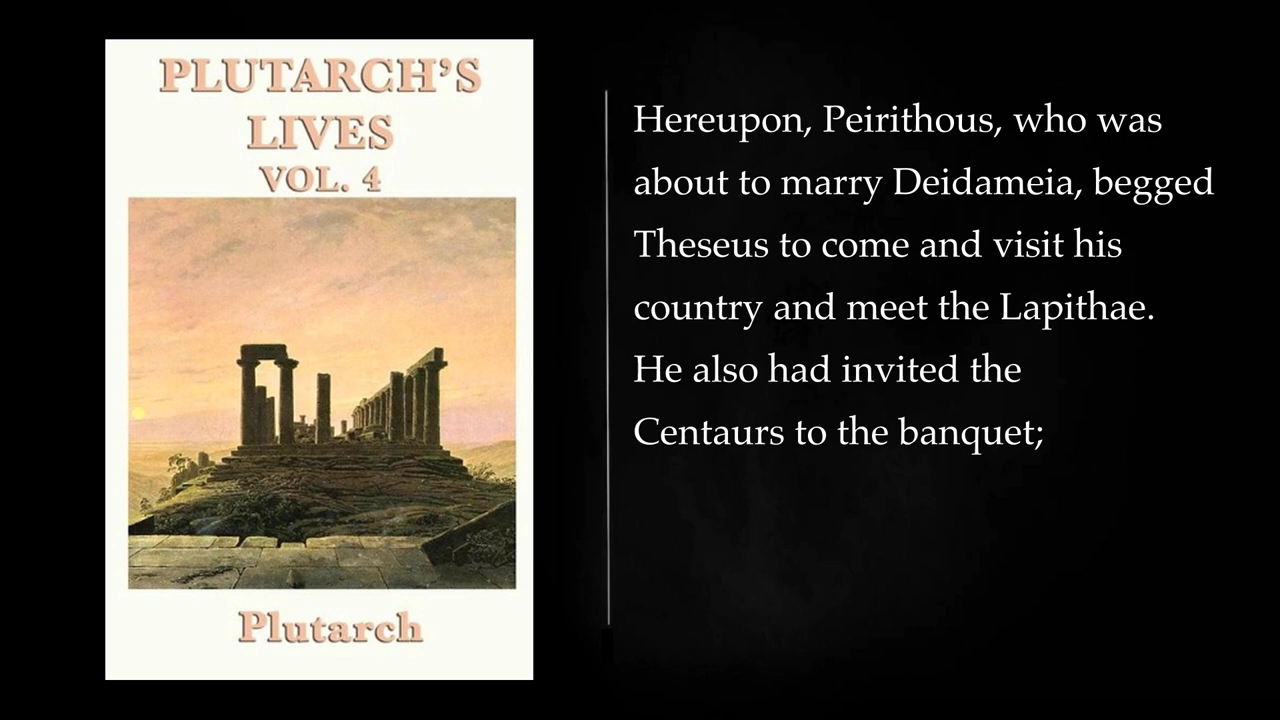 PLUTARCH'S
LIVES
VOL. 4
Plutarch
Hereupon, Peirithous, who was
about to marry Deidameia, begged
Theseus to come and visit his
country and meet the Lapithae.
He also had invited the
Centaurs to the banquet;